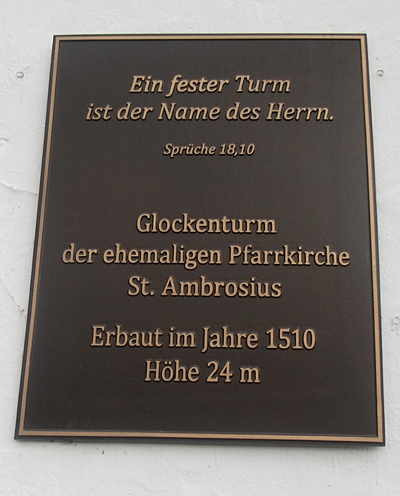 Ein fester Turm
ist der Name des Herrn.
Sprüche 18,10
Glockenturm
der ehemaligen Pfarrkirche
St. Ambrosius
Erbaut im Jahre 1510
Höhe 24 m